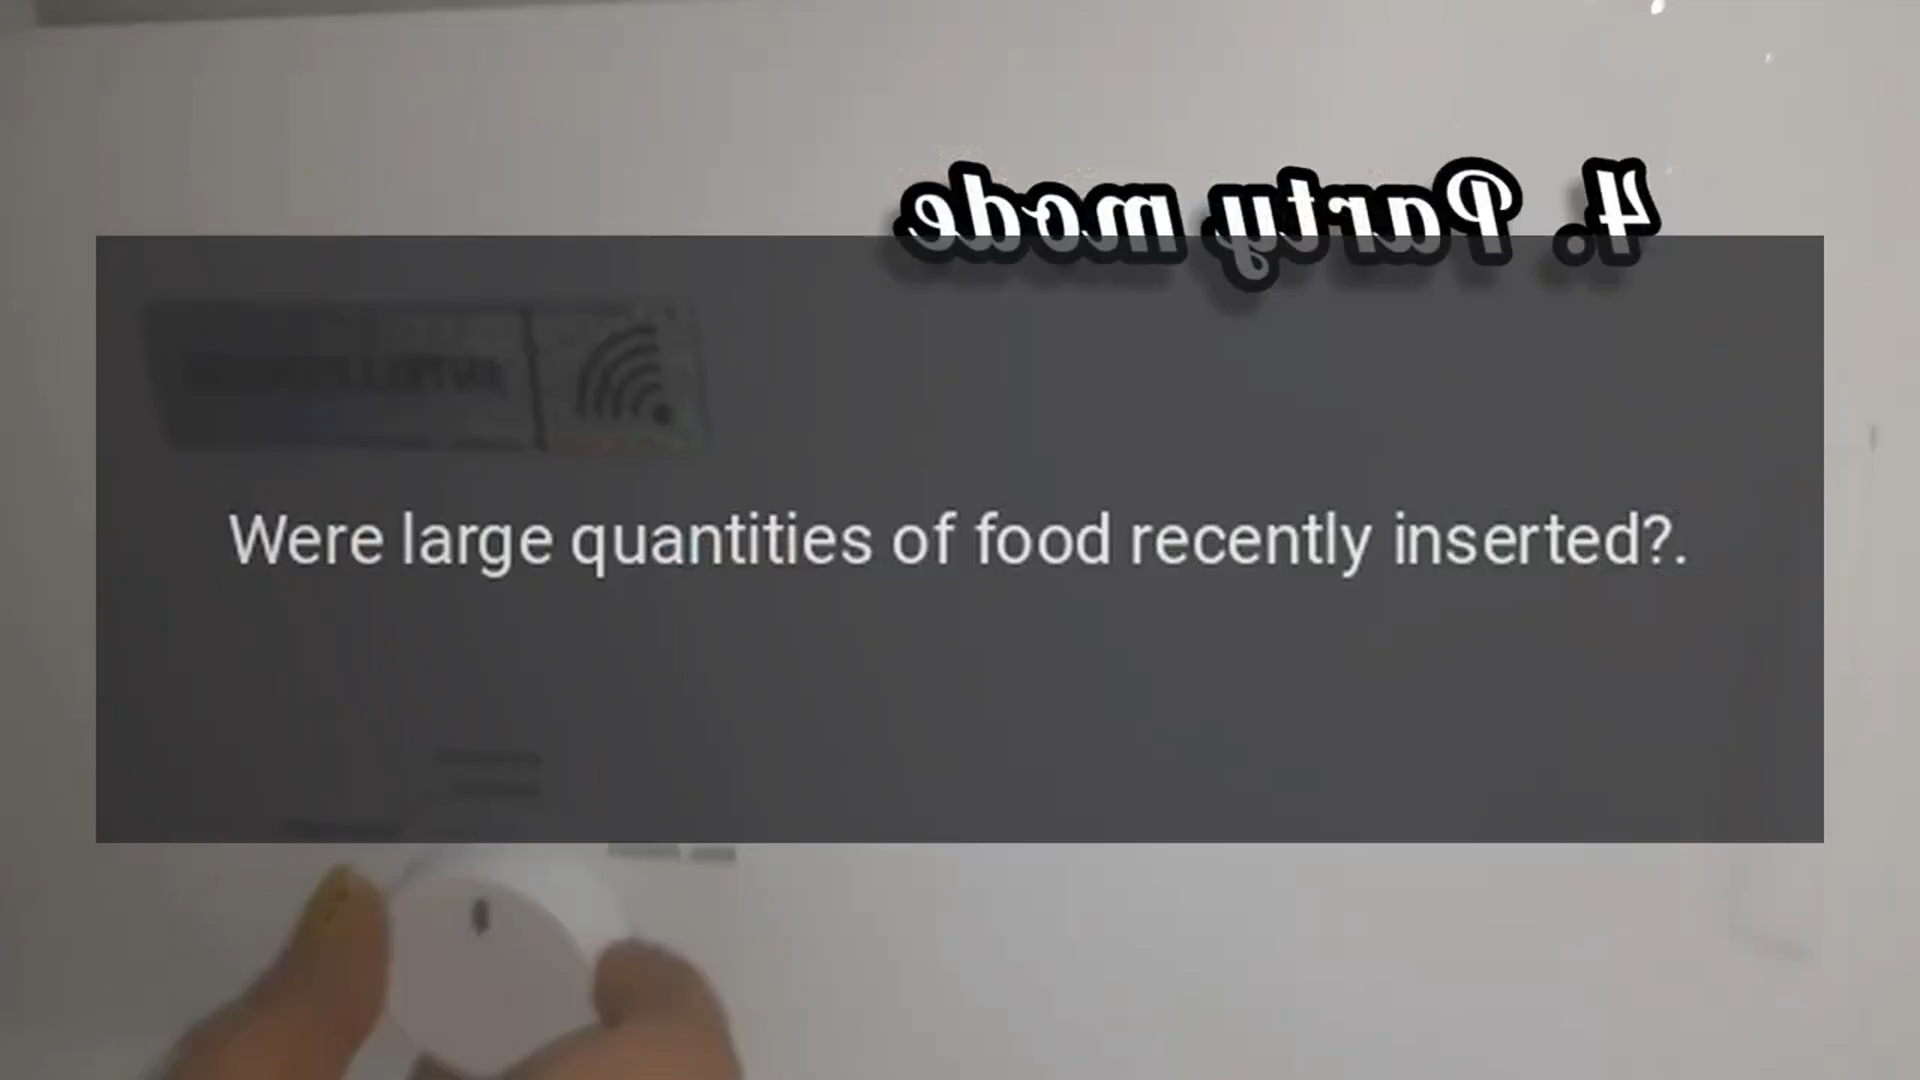 4. Party mode
Were large quantities of food recently inserted?.